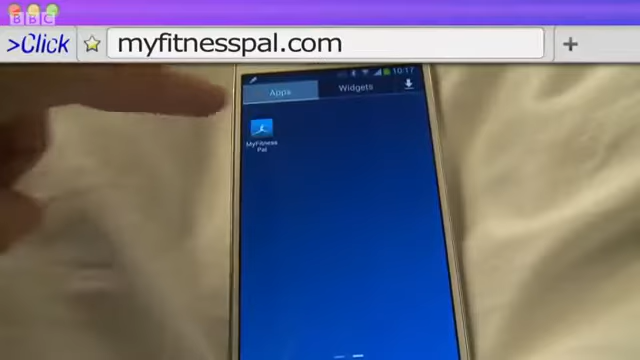 BBC
>Click
myfitnesspal.com
+
10:17
Apps
Widgets
MyFitness
Pal